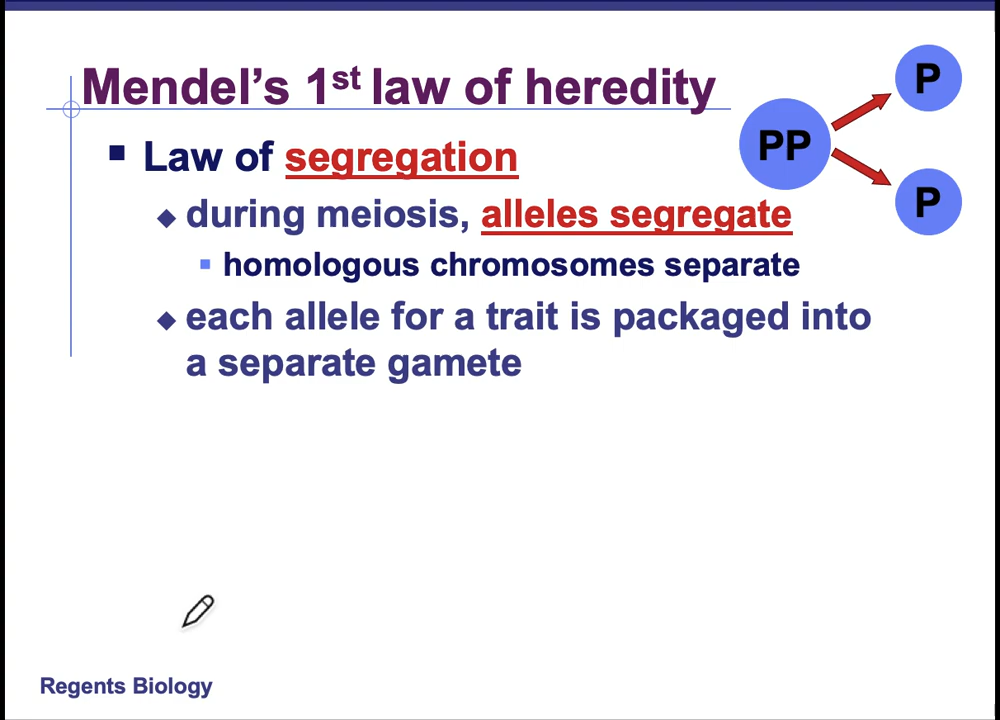 Mendel's 1st law of heredity
P
PP
P
Law of segregation
during meiosis, alleles segregate
homologous chromosomes separate
each allele for a trait is packaged into
a separate gamete
Regents Biology